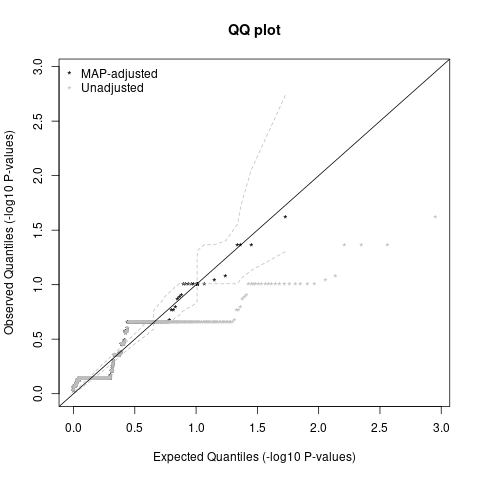 QQ plot
MAP-adjusted
Unadjusted
Observed Quantiles (-log10 P-values)
3.0
2.5
2.0
1.5
1.0
0.5
0.0
0.0 0.5 1.0 1.5 2.0 2.5 3.0
Expected Quantiles (-log10 P-values)